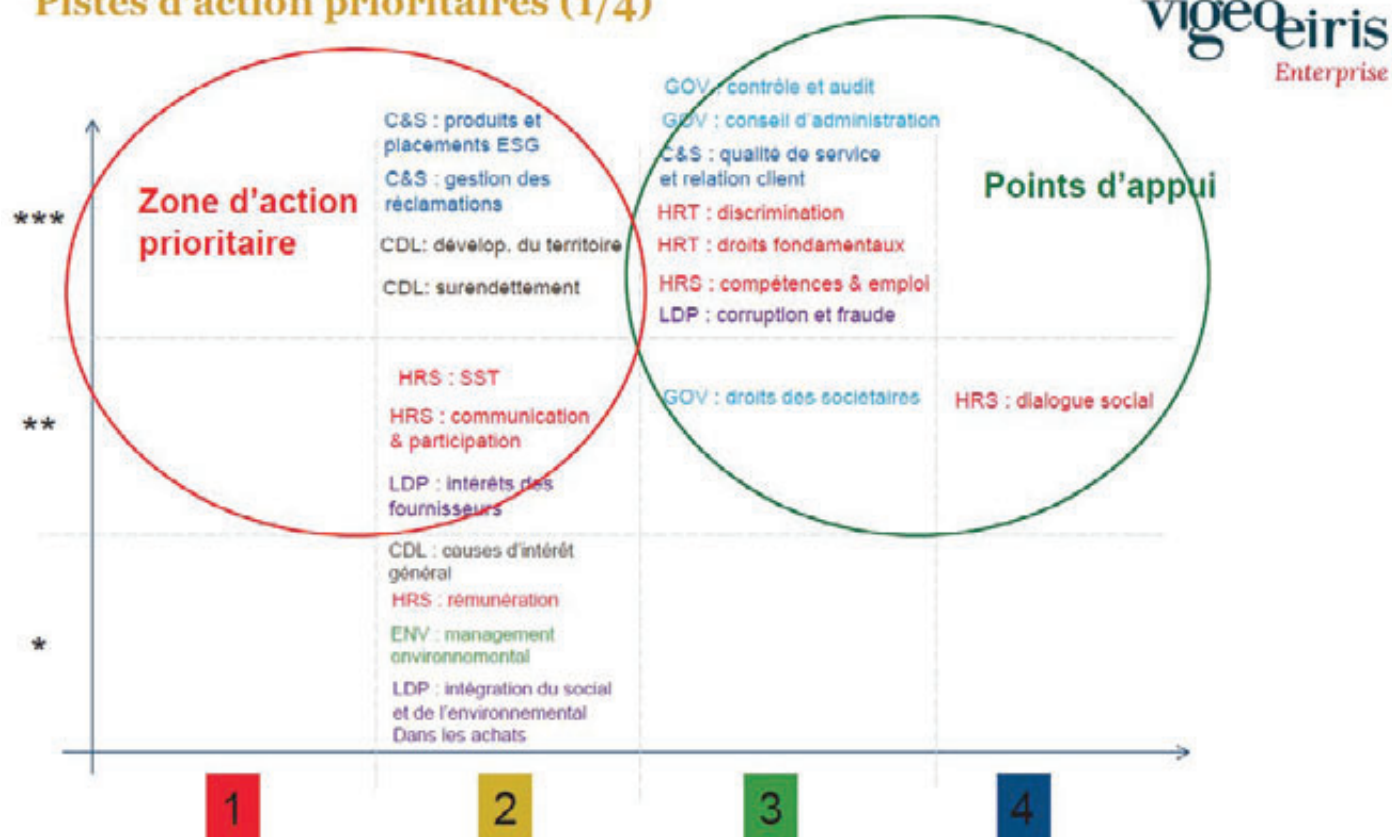 Pistes d'action prioritaires (1/4)
vigeoeiris
Enterprise
***
**
*
Zone d'action
prioritaire
C&S : produits et
placements ESG
C&S : gestion des
réclamations
CDL: dévelop. du territoire
CDL: surendettement
GOV : contrôle et audit
GOV : conseil d'administration
C&S : qualité de service
et relation client
HRT : discrimination
HRT : droits fondamentaux
HRS : compétences & emploi
LDP : corruption et fraude
Points d'appui
HRS : SST
HRS : communication
& participation
LDP : intérêts des
fournisseurs
GOV : droits des sociétaires
HRS : dialogue social
CDL : causes d'intérêt
général
HRS : rémunération
ENV : management
environnemental
LDP : intégration du social
et de l'environnemental
Dans les achats
1
2
3
4